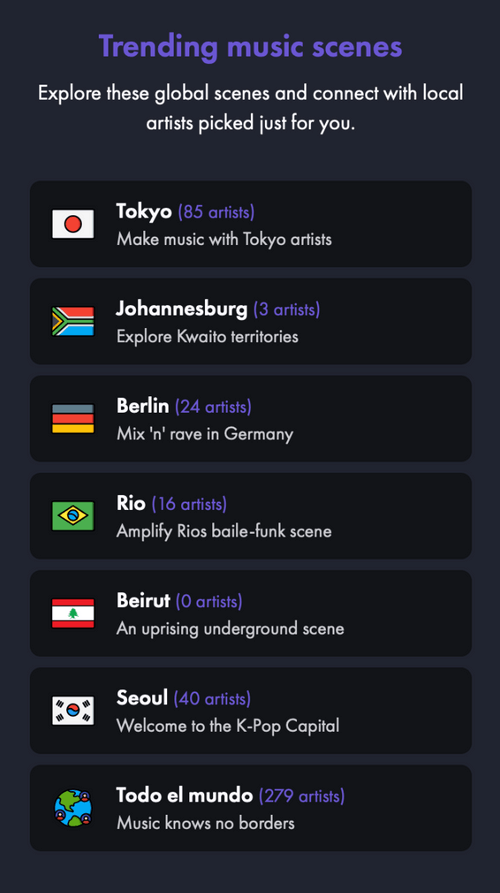 Trending music scenes
Explore these global scenes and connect with local
artists picked just for you.
Tokyo (85 artists)
Make music with Tokyo artists
Johannesburg (3 artists)
Explore Kwaito territories
Berlin (24 artists)
Mix 'n' rave in Germany
Rio (16 artists)
Amplify Rios baile-funk scene
Beirut (0 artists)
An uprising underground scene
Seoul (40 artists)
Welcome to the K-Pop Capital
Todo el mundo (279 artists)
Music knows no borders